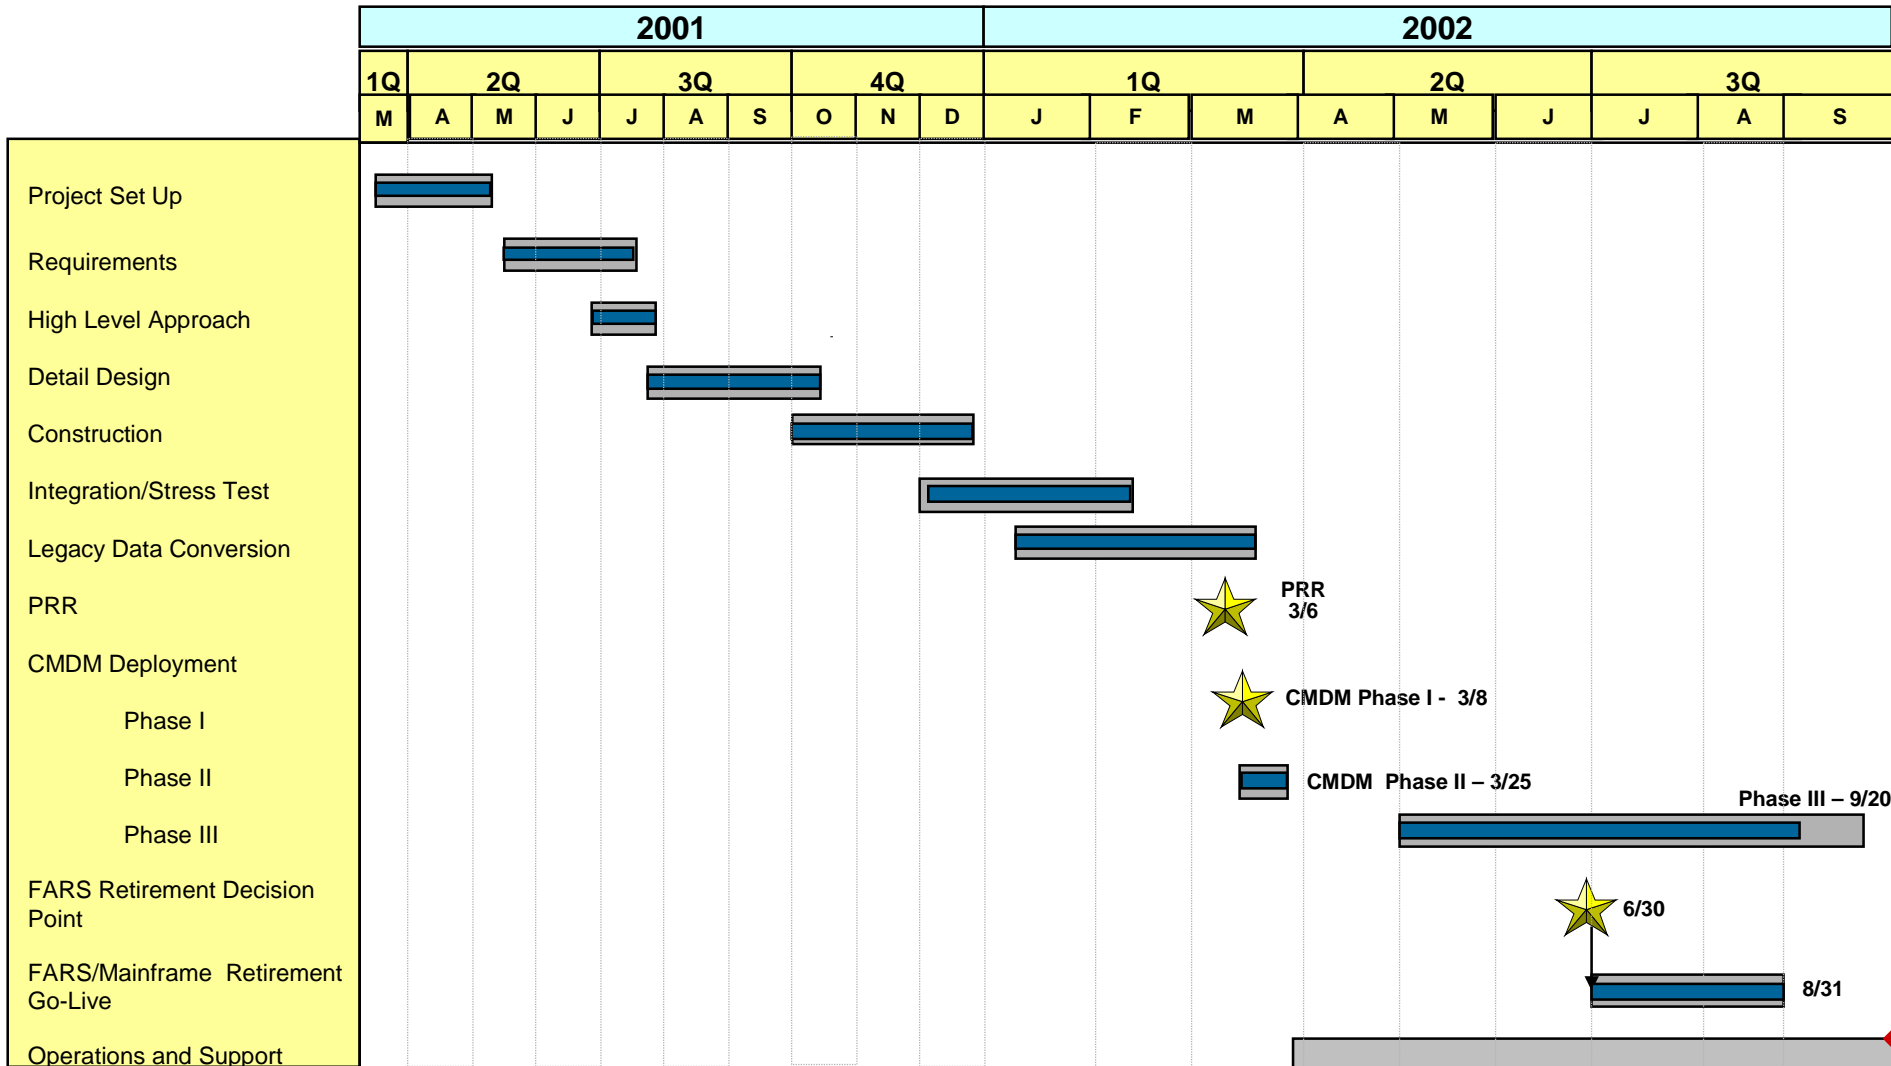 2001 2002
1Q 2Q 3Q 4Q 1Q 2Q 3Q
M A M J J A S O N D J F M A M J J A S
Project Set Up
Requirements
High Level Approach
Detail Design
Construction
Integration/Stress Test
Legacy Data Conversion
PRR
PRR
3/6
CMDM Deployment
CMDM Phase I - 3/8
Phase I
Phase II
CMDM Phase II – 3/25
Phase III – 9/20
Phase III
FARS Retirement Decision
Point
6/30
FARS/Mainframe Retirement
Go-Live
8/31
Operations and Support